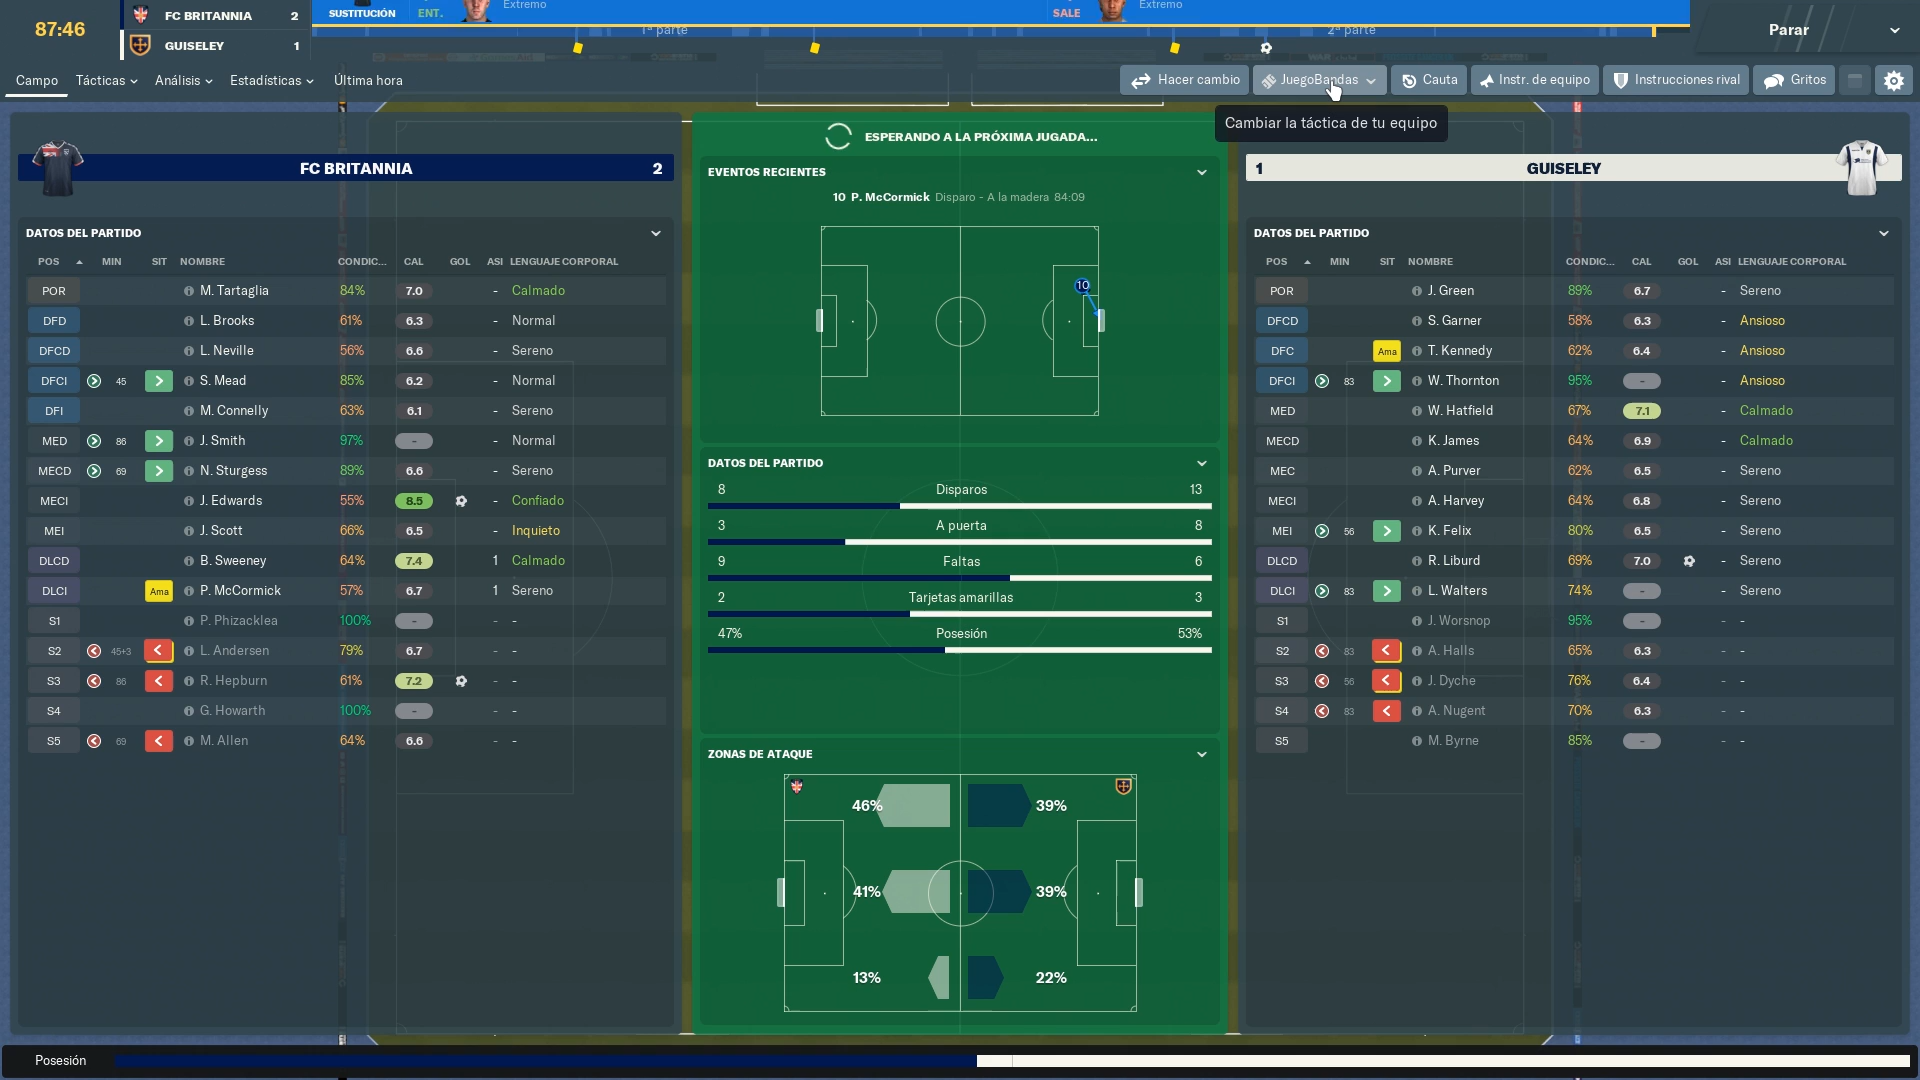 87:46
FC BRITANNIA 2
GUISELEY 1
SUSTITUCIÓN ENT. Extremo SALE Extremo
1ª parte 2ª parte
Parar
Campo Tácticas Análisis Estadísticas Última hora Hacer cambio JuegoBandas Cauta Instr. de equipo Instrucciones rival Gritos
Cambiar la táctica de tu equipo
FC BRITANNIA 2
DATOS DEL PARTIDO
POS MIN SIT NOMBRE CONDIC... CAL GOL ASI LENGUAJE CORPORAL
POR M. Tartaglia 84% 7.0 - Calmado
DFD L. Brooks 61% 6.3 - Normal
DFCD L. Neville 56% 6.6 - Sereno
DFCI 45 S. Mead 85% 6.2 - Normal
DFI M. Connelly 63% 6.1 - Sereno
MED 86 J. Smith 97% - - Normal
MECD 69 N. Sturgess 89% 6.6 - Sereno
MECI J. Edwards 55% 8.5 - Confiado
MEI J. Scott 66% 6.5 - Inquieto
DLCD B. Sweeney 64% 7.4 1 Calmado
DLCI Ama P. McCormick 57% 6.7 1 Sereno
S1 P. Phizacklea 100% - - -
S2 45+3 L. Andersen 79% 6.7 - -
S3 86 R. Hepburn 61% 7.2 - -
S4 G. Howarth 100% - - -
S5 69 M. Allen 64% 6.6 - -
ESPERANDO A LA PRÓXIMA JUGADA...
EVENTOS RECIENTES
10 P. McCormick Disparo - A la madera 84:09
10
DATOS DEL PARTIDO
8 Disparos 13
3 A puerta 8
9 Faltas 6
2 Tarjetas amarillas 3
47% Posesión 53%
ZONAS DE ATAQUE
46% 39%
41% 39%
13% 22%
1 GUISELEY
DATOS DEL PARTIDO
POS MIN SIT NOMBRE CONDIC... CAL GOL ASI LENGUAJE CORPORAL
POR J. Green 89% 6.7 - Sereno
DFCD S. Garner 58% 6.3 - Ansioso
DFC Ama T. Kennedy 62% 6.4 - Ansioso
DFCI 83 W. Thornton 95% - - Ansioso
MED W. Hatfield 67% 7.1 - Calmado
MECD K. James 64% 6.9 - Calmado
MEC A. Purver 62% 6.5 - Sereno
MECI A. Harvey 64% 6.8 - Sereno
MEI 56 K. Felix 80% 6.5 - Sereno
DLCD R. Liburd 69% 7.0 - Sereno
DLCI 83 L. Walters 74% - - Sereno
S1 J. Worsnop 95% - - -
S2 83 A. Halls 65% 6.3 - -
S3 56 J. Dyche 76% 6.4 - -
S4 83 A. Nugent 70% 6.3 - -
S5 M. Byrne 85% - - -
Posesión